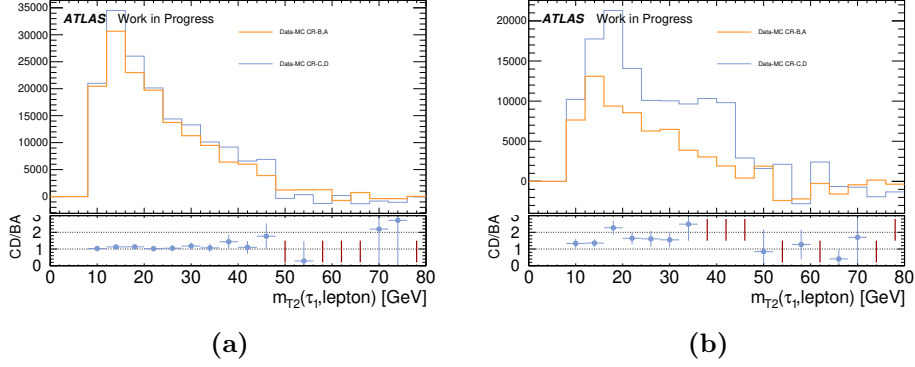 ATLAS Work in Progress
Data-MC CR-B,A
Data-MC CR-C,D
35000
30000
25000
20000
15000
10000
5000
0
CD/BA
3
2
1
0
0 10 20 30 40 50 60 70 80
mT2(τ1,lepton) [GeV]
(a)
ATLAS Work in Progress
Data-MC CR-B,A
Data-MC CR-C,D
20000
15000
10000
5000
0
CD/BA
3
2
1
0
0 10 20 30 40 50 60 70 80
mT2(τ1,lepton) [GeV]
(b)